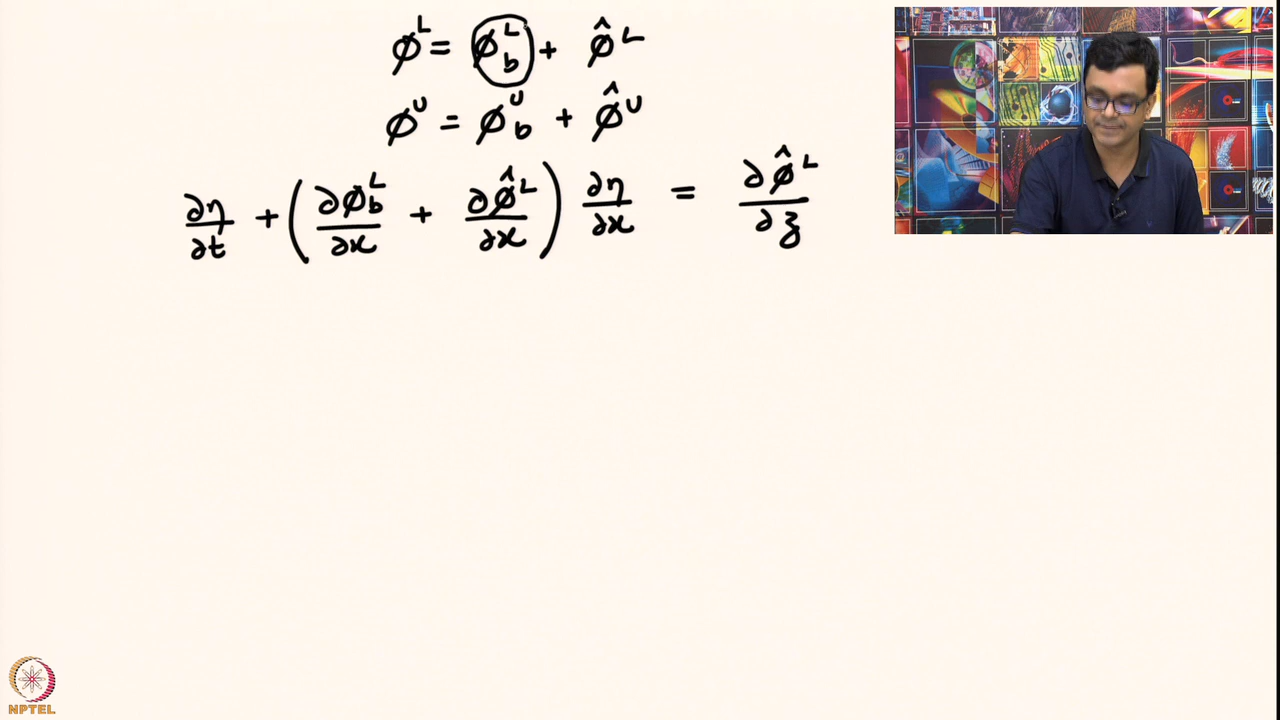 ϕ^L = ϕ_b^L + ϕ̂^L
ϕ^U = ϕ_b^U + ϕ̂^U
∂η/∂t + (∂ϕ_b^L/∂x + ∂ϕ̂^L/∂x) ∂η/∂x = ∂ϕ̂^L/∂z
NPTEL